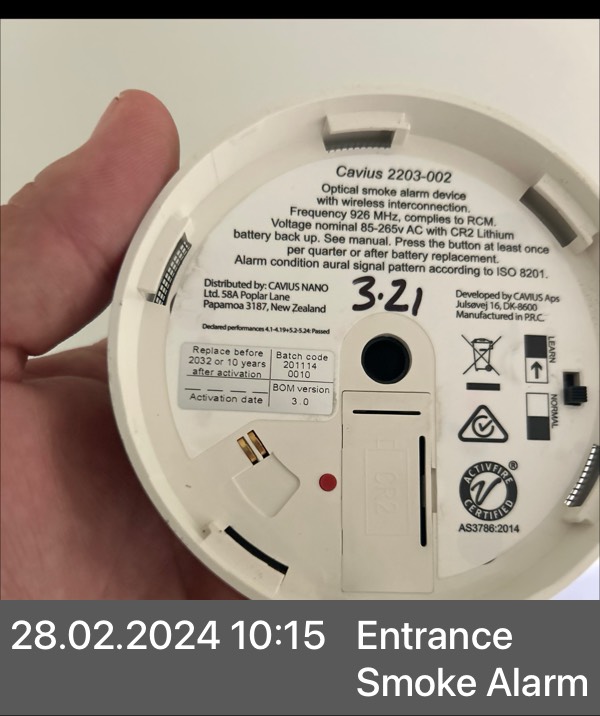 Cavius 2203-002
Optical smoke alarm device
with wireless interconnection.
Frequency 926 MHz, complies to RCM.
Voltage nominal 85-265v AC with CR2 Lithium
battery back up. See manual. Press the button at least once
per quarter or after battery replacement.
Alarm condition aural signal pattern according to ISO 8201.
Distributed by: CAVIUS NANO
Ltd. 58A Poplar Lane
Papamoa 3187, New Zealand
3.21
Developed by CAVIUS Aps
Julsøvej 16, DK-8600
Manufactured in P.R.C.
Declared performances 4.1-4.19+5.2-5.24: Passed
Replace before
2032 or 10 years
after activation
Activation date
Batch code
201114
0010
BOM version
3.0
LEARN
NORMAL
CR2
ACTIVFIRE
®
CERTIFIED
AS3786:2014
28.02.2024 10:15
Entrance
Smoke Alarm